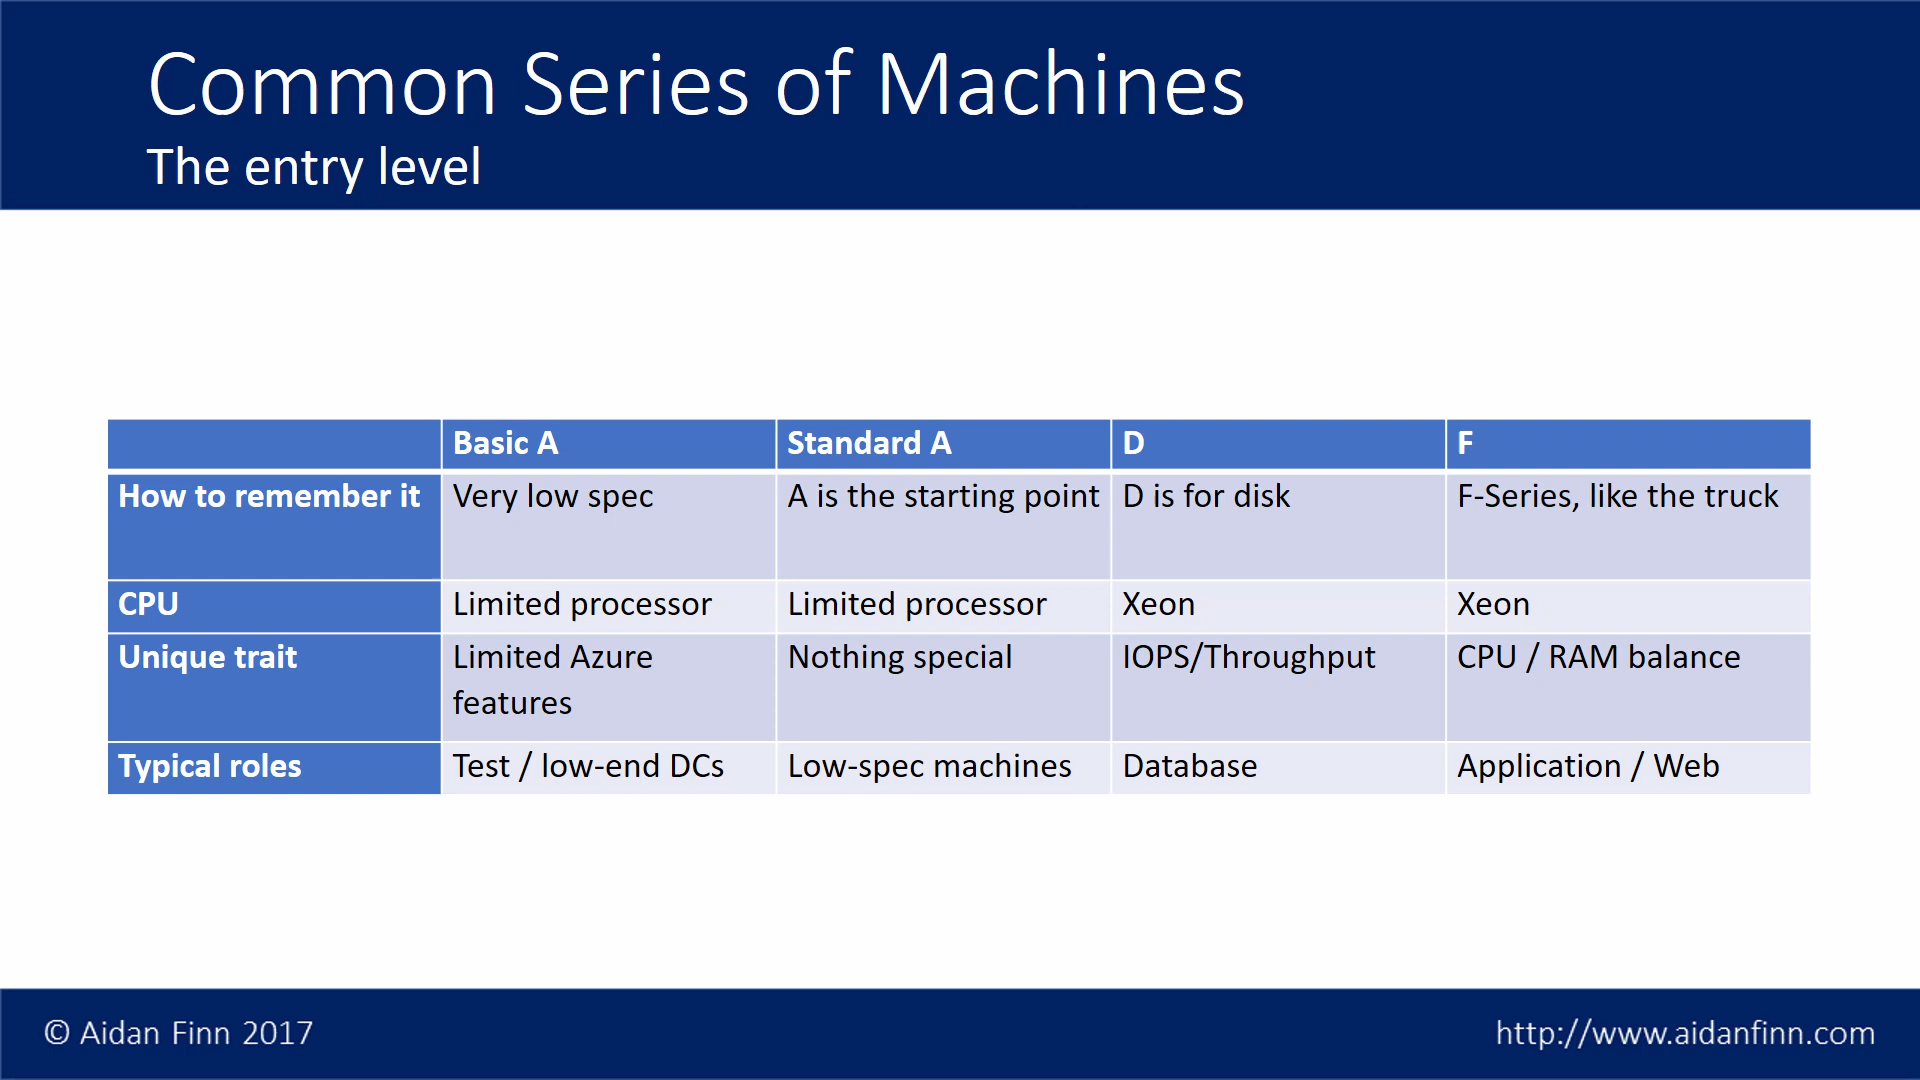 Common Series of Machines
The entry level
Basic A Standard A D F
How to remember it Very low spec A is the starting point D is for disk F-Series, like the truck
CPU Limited processor Limited processor Xeon Xeon
Unique trait Limited Azure features Nothing special IOPS/Throughput CPU / RAM balance
Typical roles Test / low-end DCs Low-spec machines Database Application / Web
© Aidan Finn 2017 http://www.aidanfinn.com